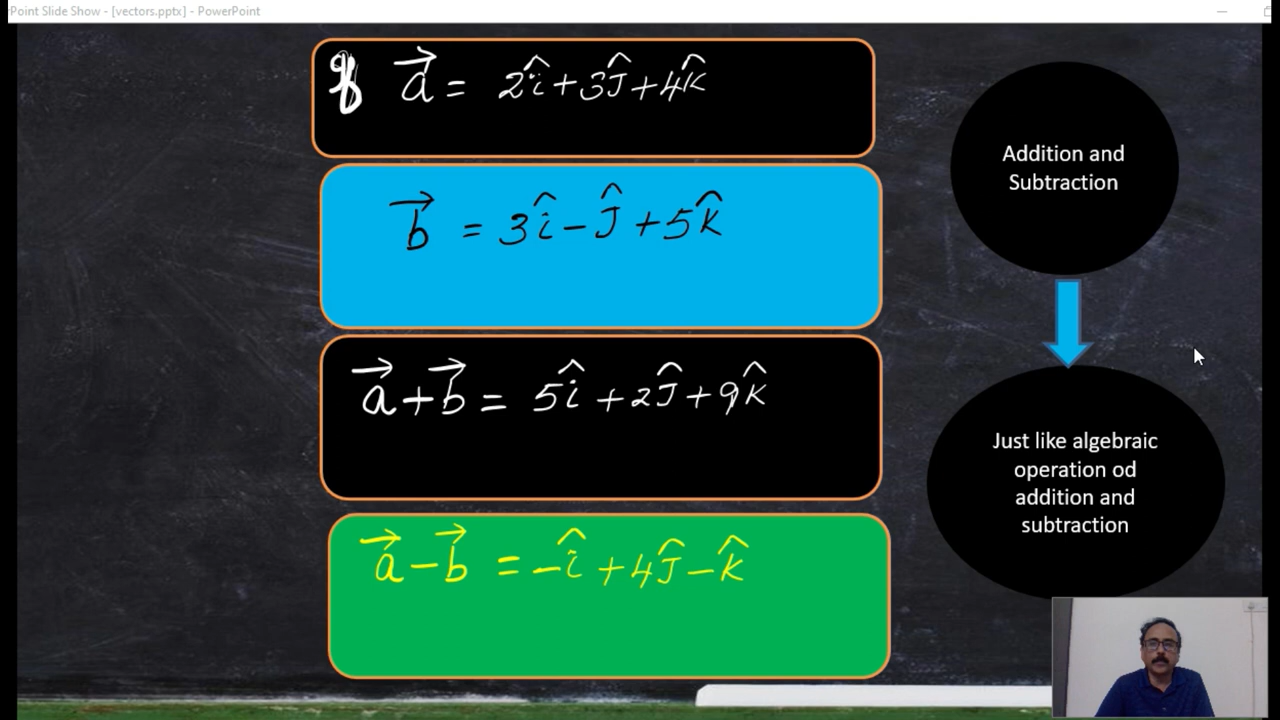 Point Slide Show - [vectors.pptx] - PowerPoint
a⃗ = 2î+3Ĵ+4k̂
b⃗ = 3î-Ĵ+5k̂
a⃗+b⃗ = 5î+2Ĵ+9k̂
a⃗-b⃗ = -î+4Ĵ-k̂
Addition and
Subtraction
Just like algebraic
operation od
addition and
subtraction